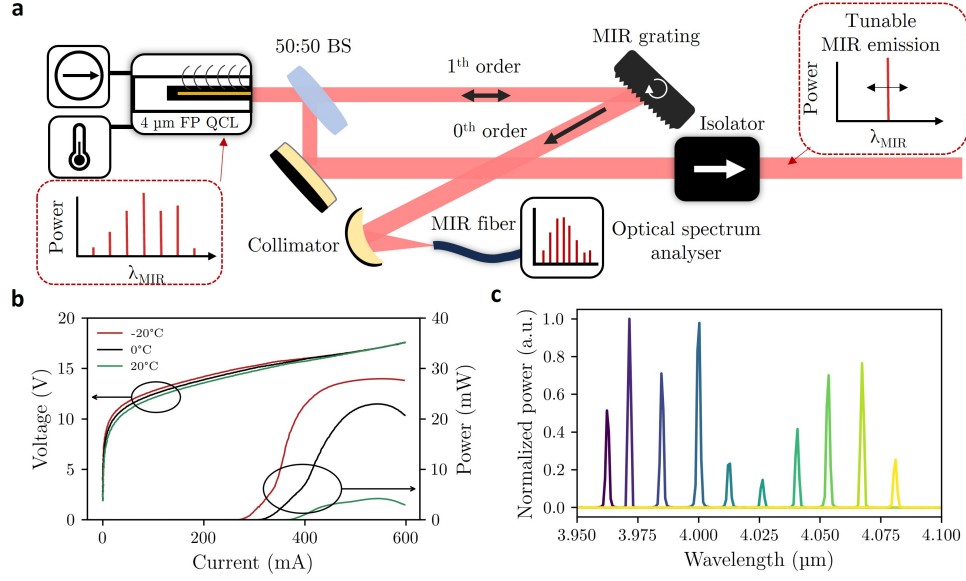 a
50:50 BS
MIR grating
Tunable
MIR emission
Power
λMIR
1th order
0th order
4 µm FP QCL
Isolator
Power
λMIR
Collimator
MIR fiber
Optical spectrum
analyser
b
20
15
10
5
0
Voltage (V)
-20°C
0°C
20°C
40
30
20
10
0
Power (mW)
0
200
400
600
Current (mA)
c
1.0
0.8
0.6
0.4
0.2
0.0
Normalized power (a.u.)
3.950
3.975
4.000
4.025
4.050
4.075
4.100
Wavelength (µm)